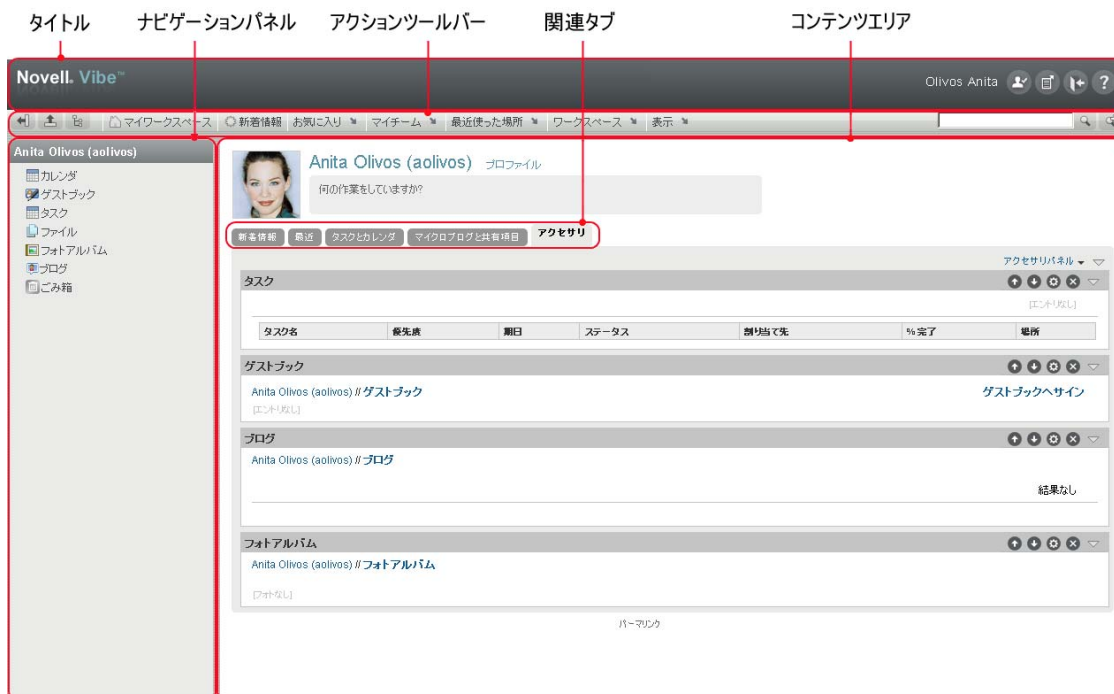 タイトル ナビゲーションパネル アクションツールバー 関連タブ コンテンツエリア
Novell. Vibe™ Olivos Anita ?
マイワークスペース 新着情報 お気に入り マイチーム 最近使った場所 ワークスペース 表示
Anita Olivos (aolivos)
カレンダ
ゲストブック
タスク
ファイル
フォトアルバム
ブログ
ごみ箱
Anita Olivos (aolivos) プロファイル
何の作業をしていますか?
新着情報 最近 タスクとカレンダ マイクロブログと共有項目 アクセサリ
アクセサリパネル
タスク
[エントリなし]
タスク名 優先度 期日 ステータス 割り当て先 %完了 場所
ゲストブック
Anita Olivos (aolivos) // ゲストブック ゲストブックへサイン
[エントリなし]
ブログ
Anita Olivos (aolivos) // ブログ
結果なし
フォトアルバム
Anita Olivos (aolivos) // フォトアルバム
[フォトなし]
パーマリンク